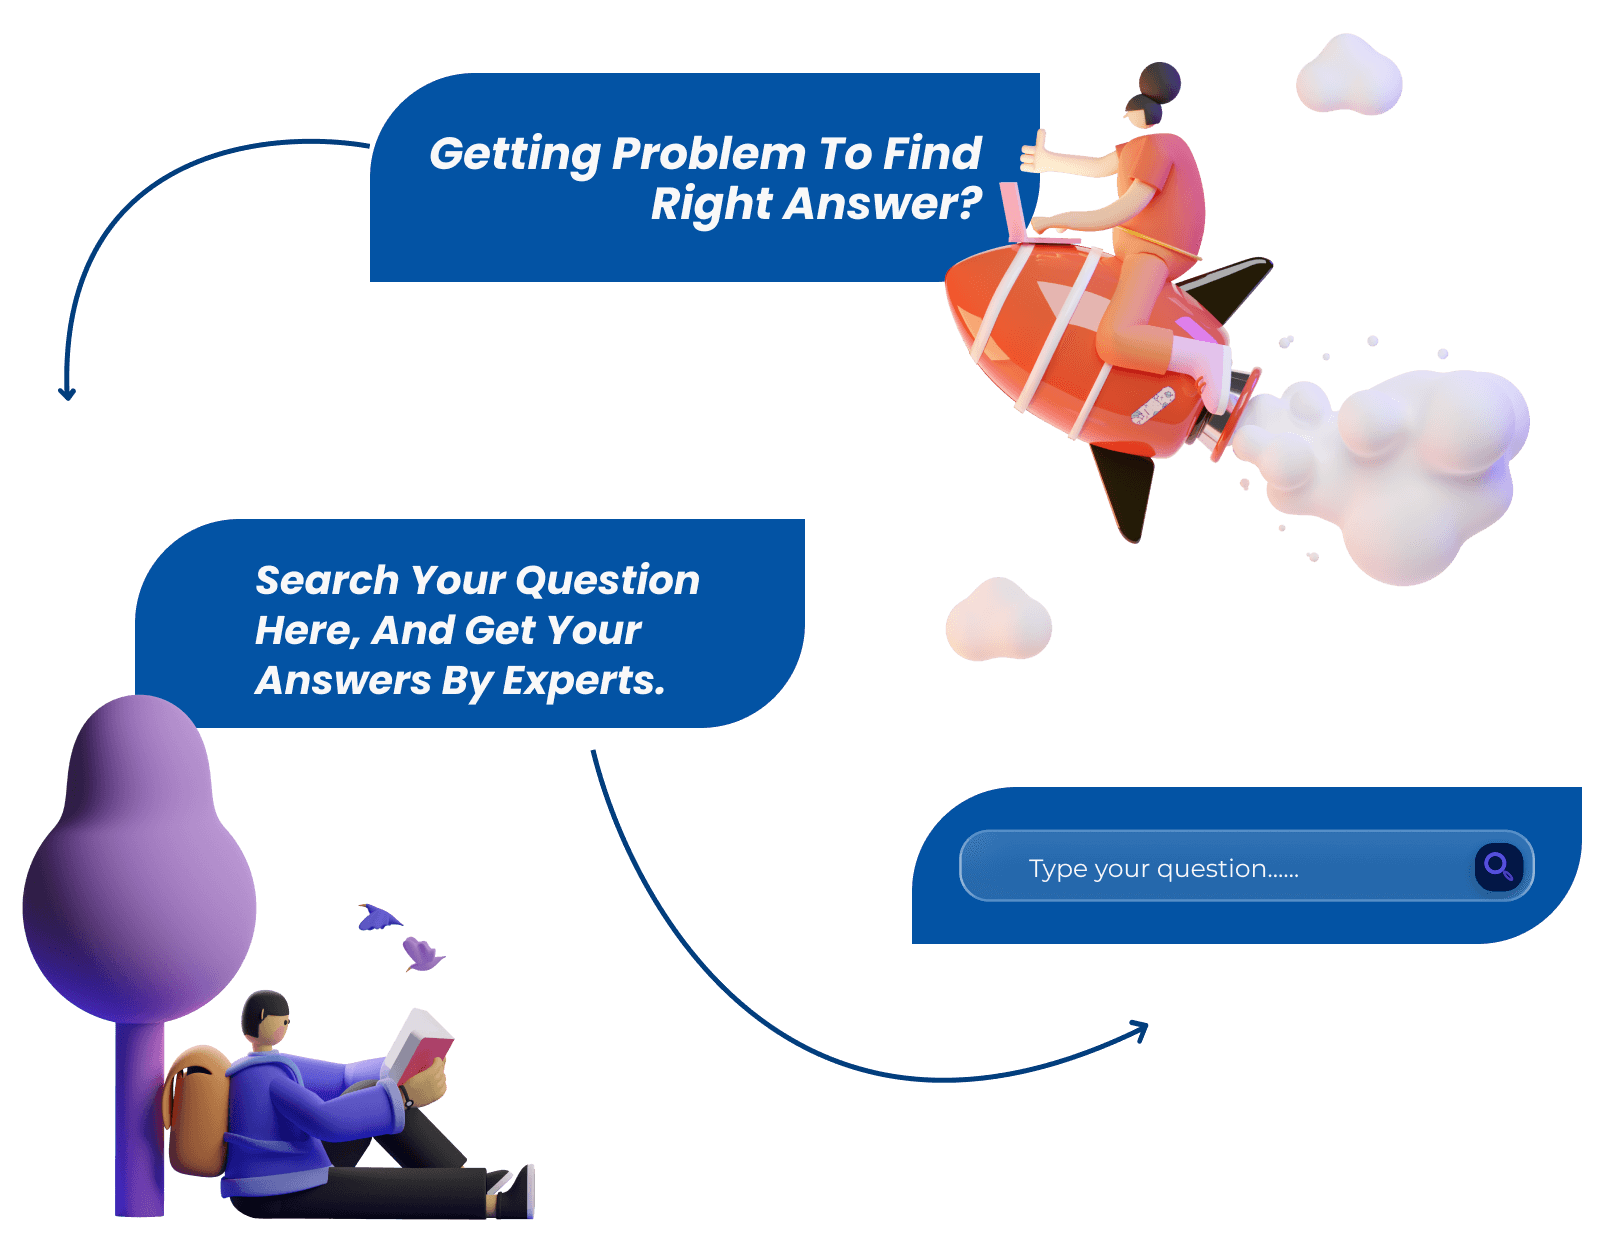 Getting Problem To Find
Right Answer?
Search Your Question
Here, And Get Your
Answers By Experts.
Type your question......